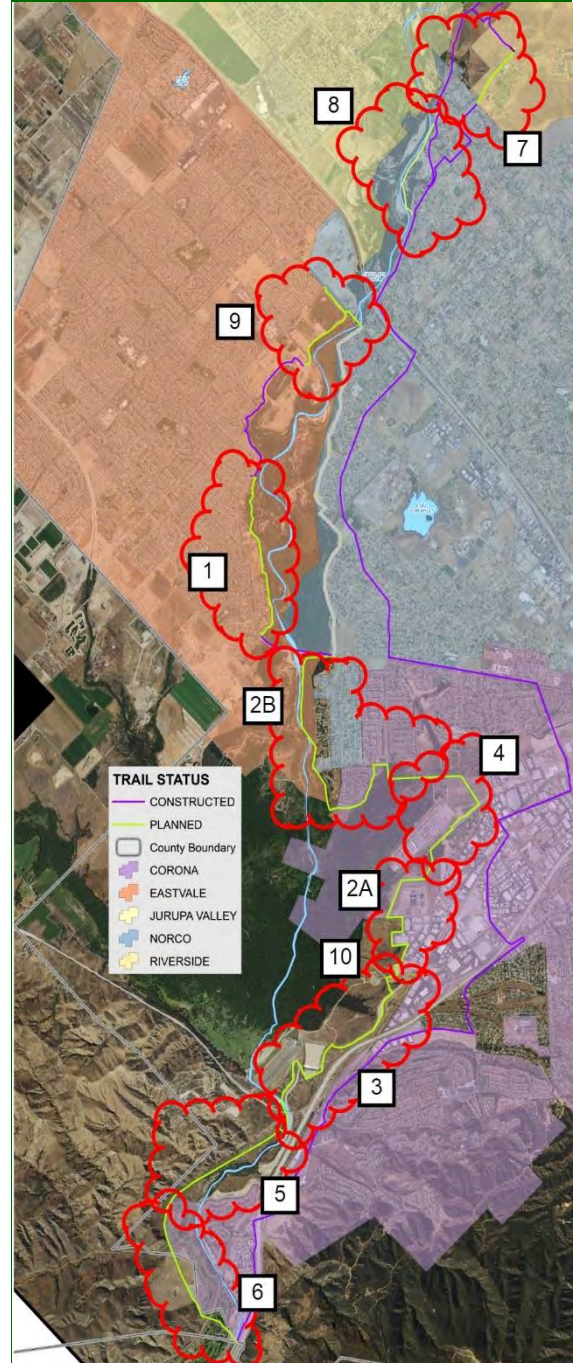 8
7
9
1
2B
4
TRAIL STATUS
CONSTRUCTED
PLANNED
County Boundary
CORONA
EASTVALE
JURUPA VALLEY
NORCO
RIVERSIDE
2A
10
3
5
6